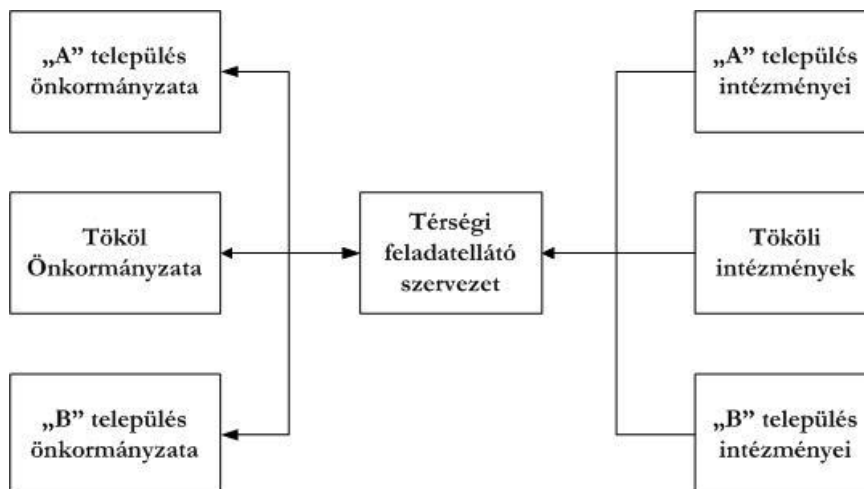 „A” település
önkormányzata
„A” település
intézményei
Tököl
Önkormányzata
Térségi
feladatellátó
szervezet
Tököli
intézmények
„B” település
önkormányzata
„B” település
intézményei